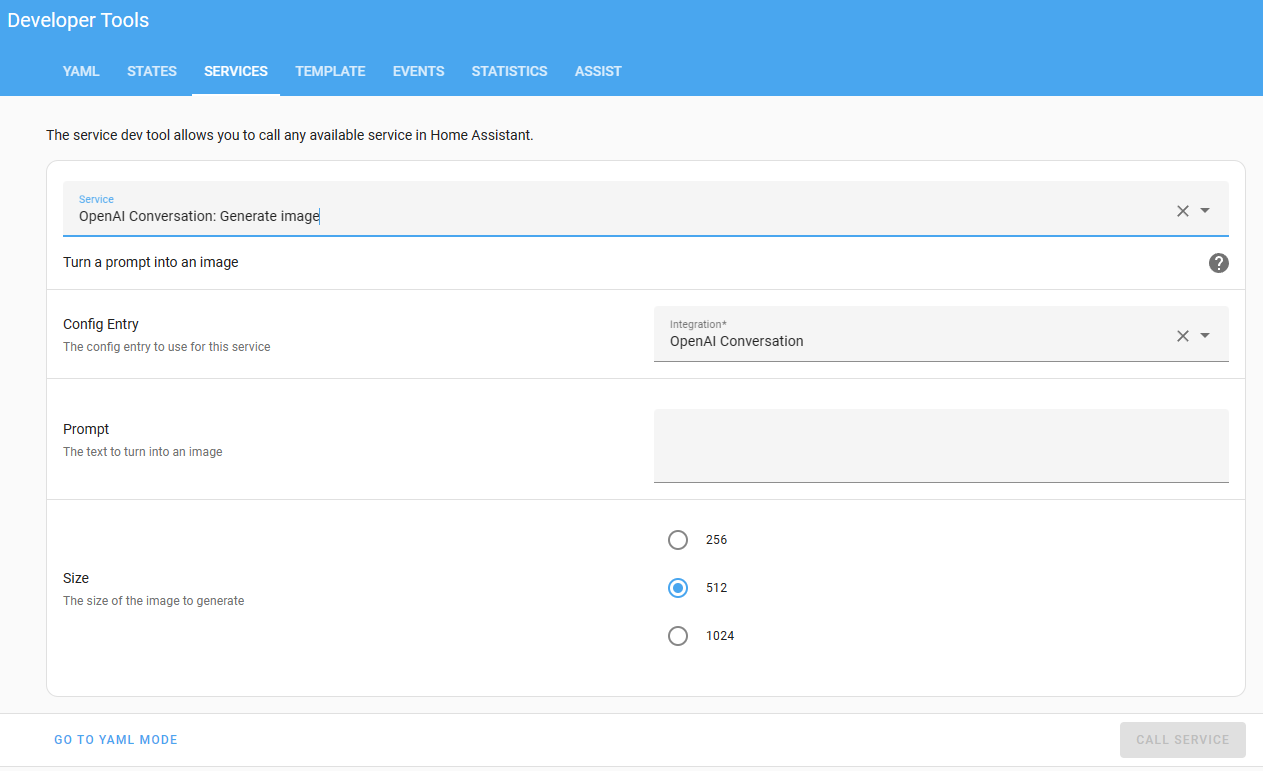 Developer Tools
YAML STATES SERVICES TEMPLATE EVENTS STATISTICS ASSIST
The service dev tool allows you to call any available service in Home Assistant.
Service
OpenAI Conversation: Generate image
Turn a prompt into an image
Config Entry
The config entry to use for this service
Integration*
OpenAI Conversation
Prompt
The text to turn into an image
Size
The size of the image to generate
256
512
1024
GO TO YAML MODE
CALL SERVICE